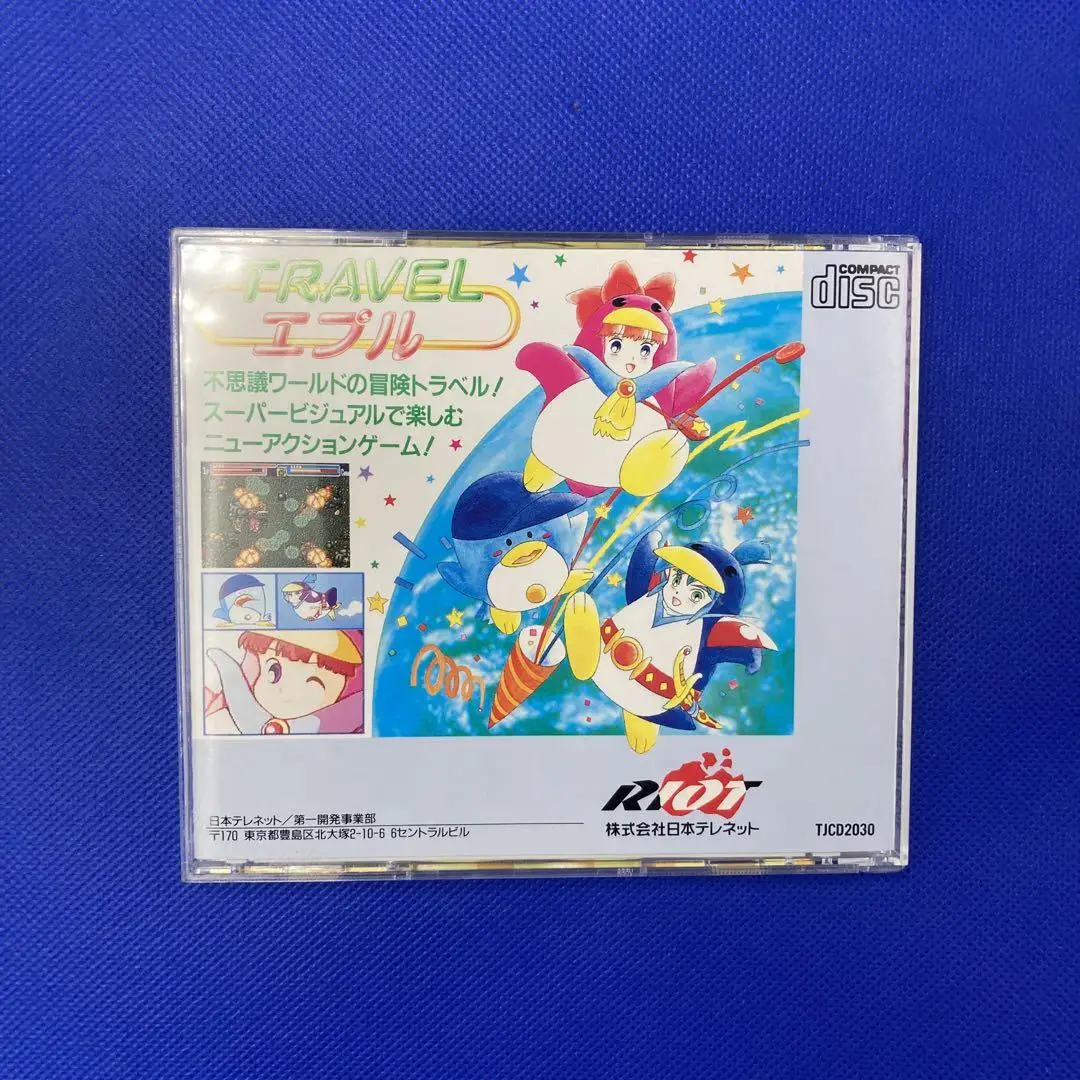 TRAVEL
エプル
COMPACT
disc
不思議ワールドの冒険トラベル!
スーパービジュアルで楽しむ
ニューアクションゲーム!
RIOT
株式会社日本テレネット
TJCD2030
日本テレネット/第一開発事業部
〒170 東京都豊島区北大塚2-10-6 6セントラルビル